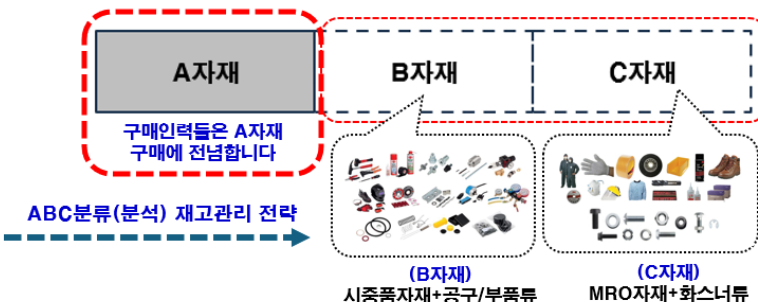 A자재
B자재
C자재
구매인력들은 A자재
구매에 전념합니다
ABC분류(분석) 재고관리 전략
(B자재)
시중품자재+공구/부품류
(C자재)
MRO자재+화스너류